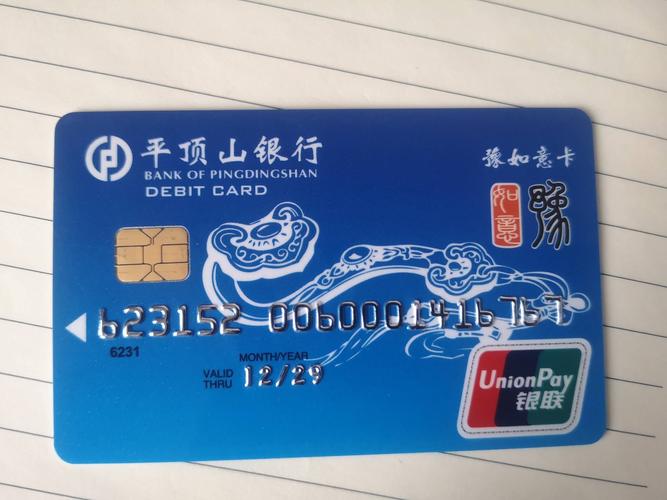 平顶山银行
BANK OF PINGDINGSHAN
DEBIT CARD
豫如意卡
如意
豫
623152 0060001416767
6231
MONTH/YEAR
VALID THRU 12/29
UnionPay
银联